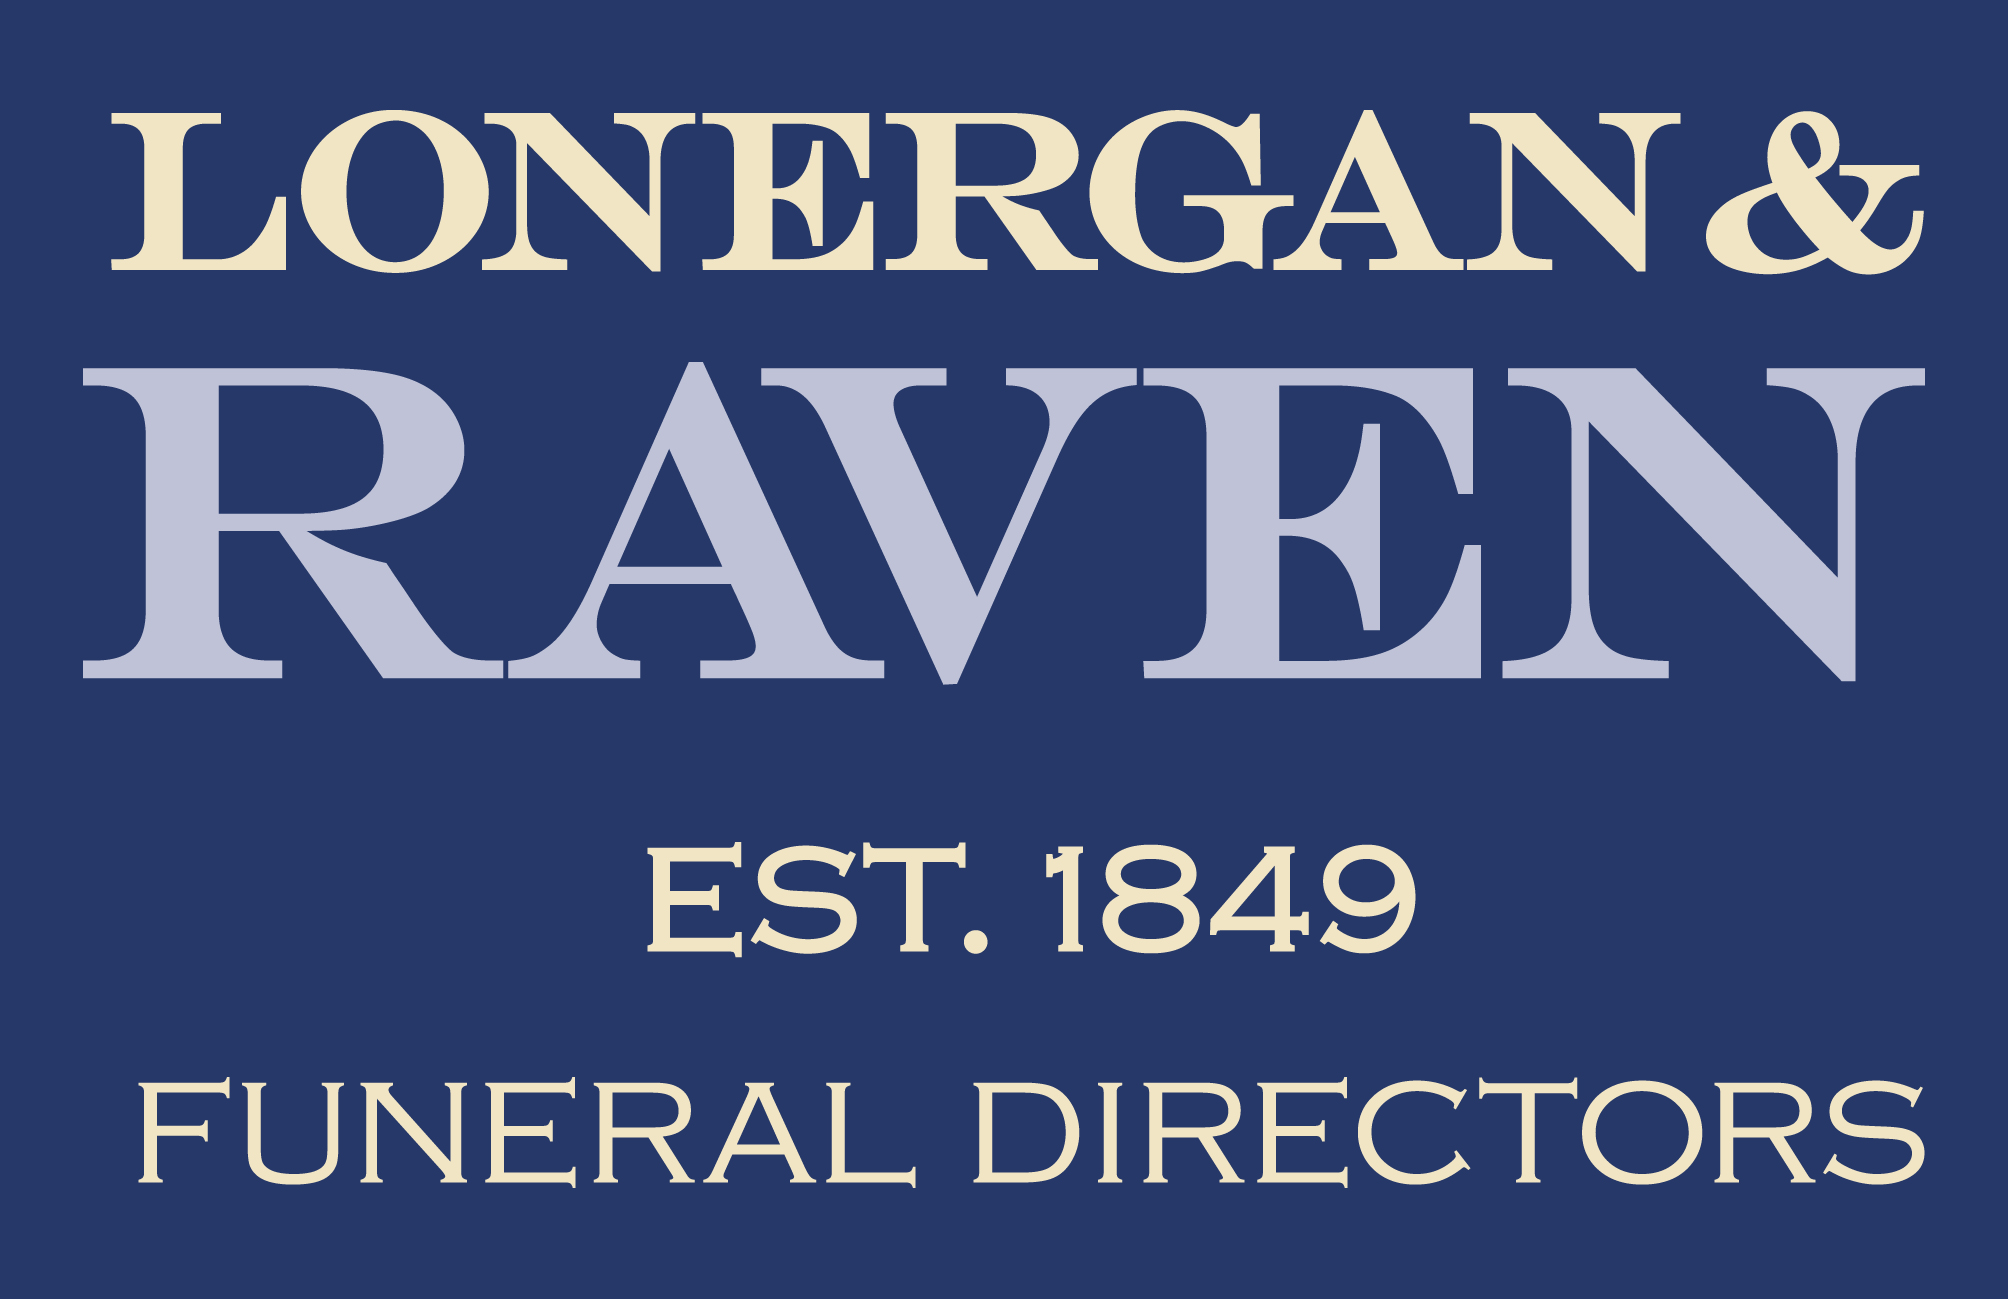 LONERGAN &
RAVEN
EST. 1849
FUNERAL DIRECTORS